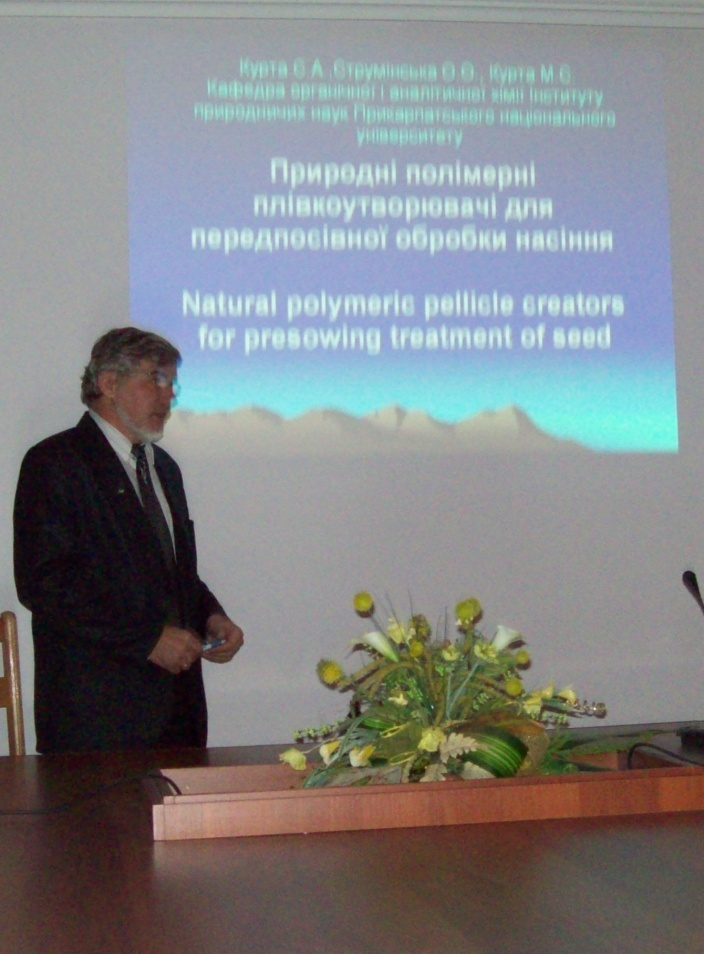 Курта С.А., Струмінська О.О., Курта М.С.
Кафедра органічної і аналітичної хімії Інституту
природничих наук Прикарпатського національного
університету
Природні полімерні
плівкоутворювачі для
передпосівної обробки насіння
Natural polymeric pellicle creators
for presowing treatment of seed